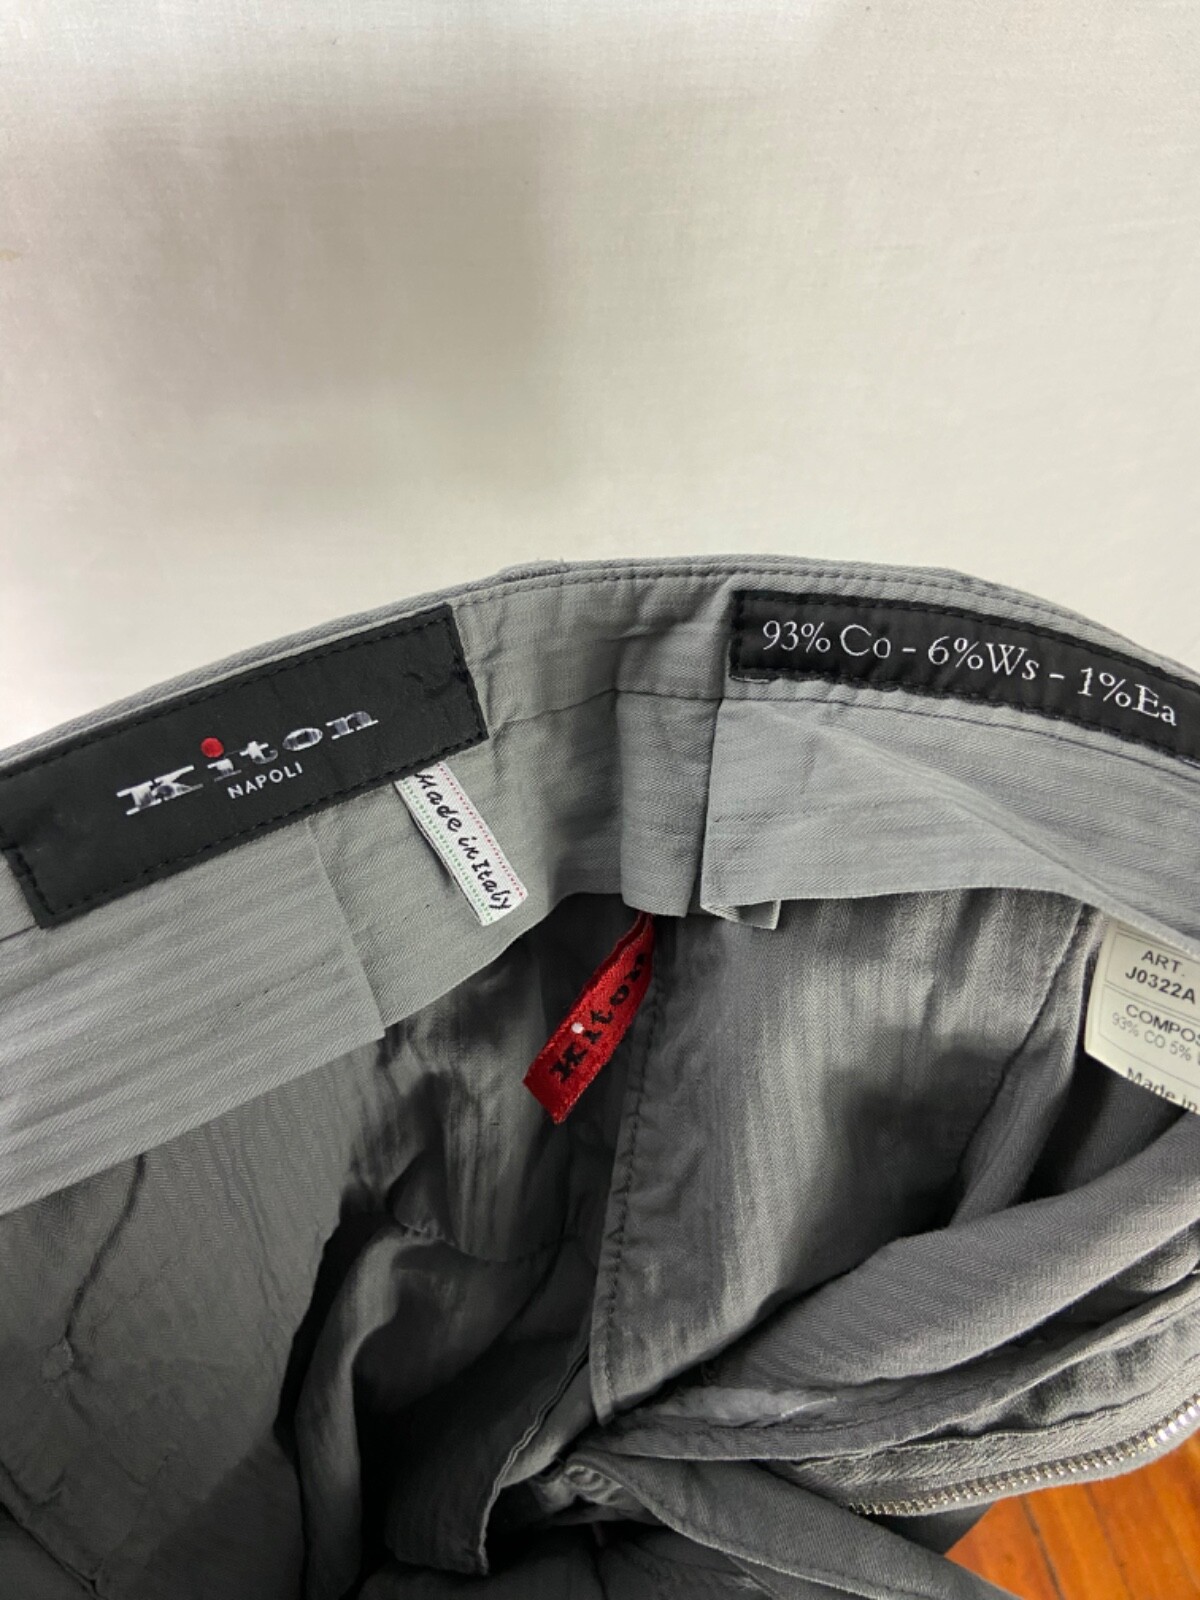 Kiton
NAPOLI
Made in Italy
93% Co - 6%Ws - 1%Ea
Kiton
ART.
J0322A
COMPOS
93% CO 5%
Made in